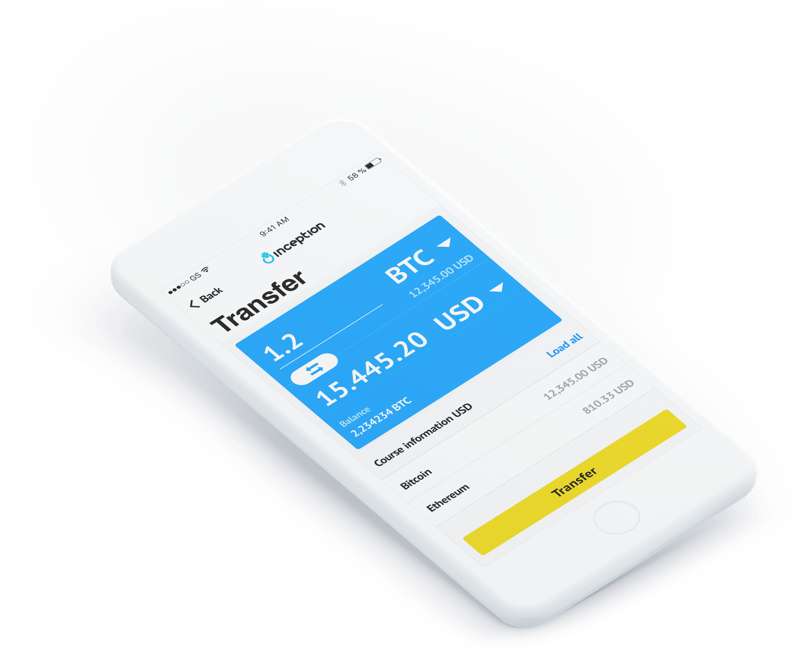 ●●●○○ GS 9:41 AM 58 %
Back
inception
Transfer
1.2 BTC
12,345.00 USD
15.445.20 USD
Balance
2,234234 BTC
Course information USD Load all
Bitcoin 12,345.00 USD
Ethereum 810.33 USD
Transfer